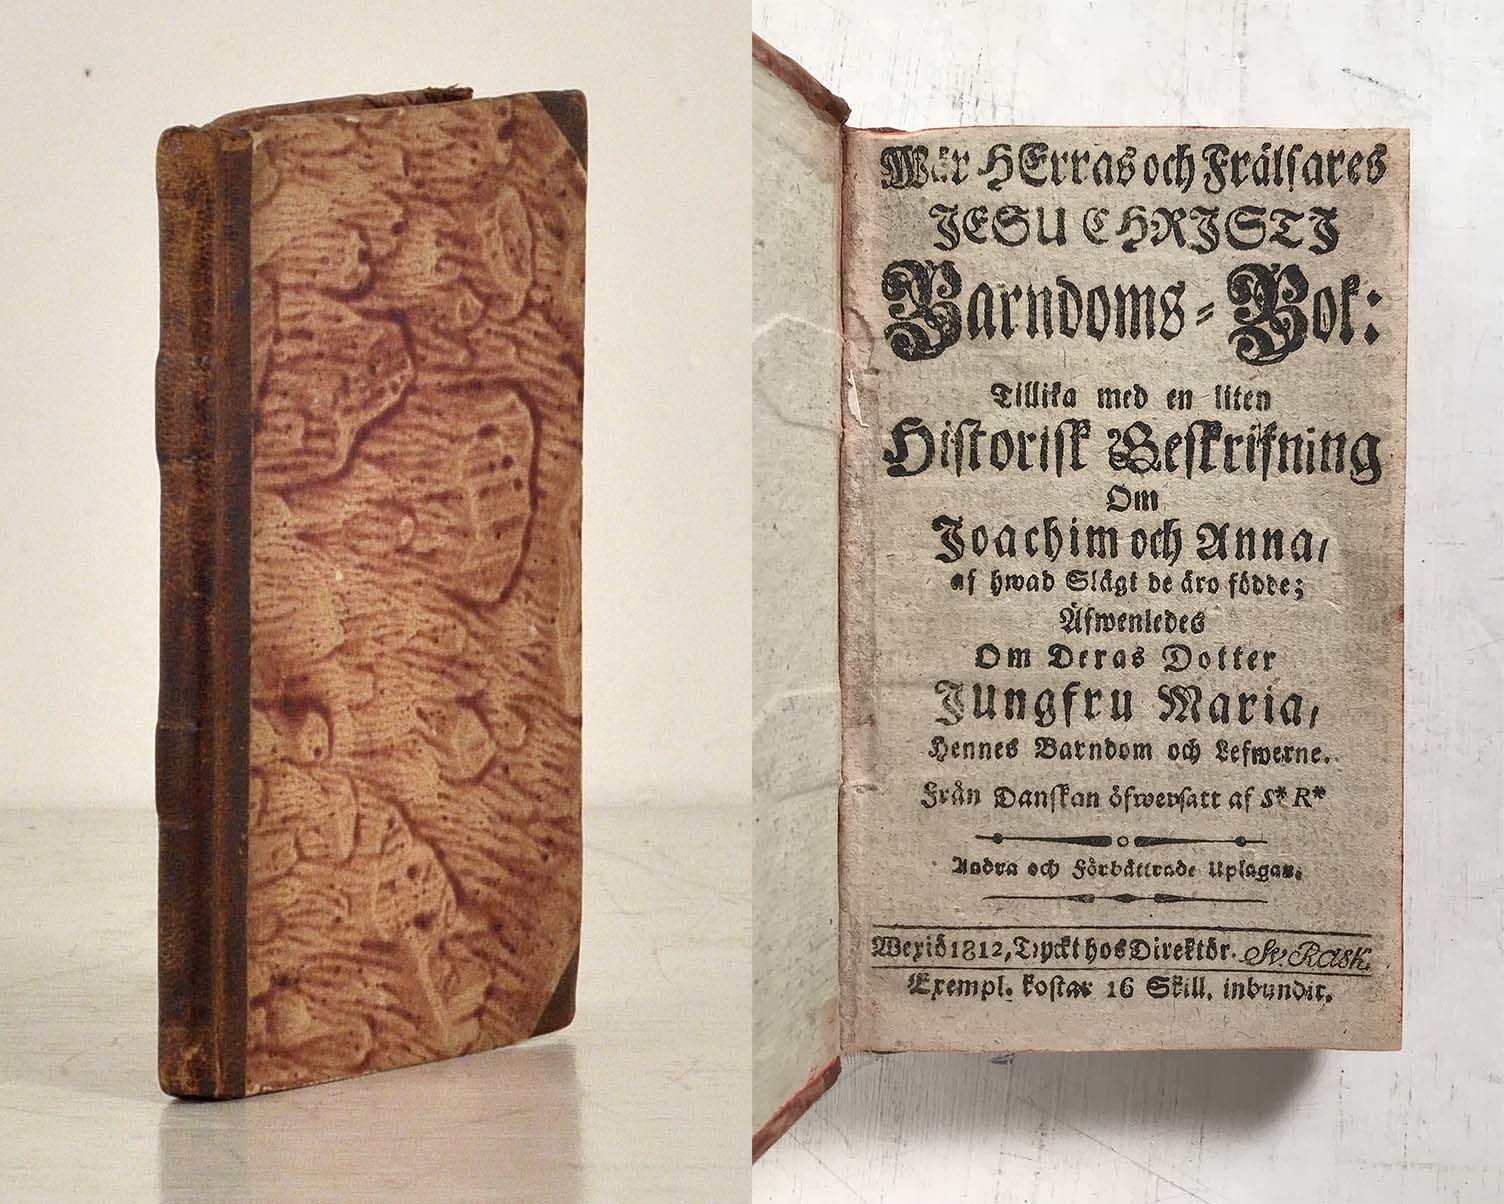 Wår HErras och Frälsares
JESU CHRISTI
Barndoms-Bok:
Tillika med en liten
Historisk Beskrifning
Om
Joachim och Anna,
af hwad Slägt de äro födde;
Äfwenledes
Om Deras Dotter
Jungfru Maria,
Hennes Barndom och Lefwerne.
Från Danskan öfwersatt af S* R*
Andra och Förbättrade Uplagan.
Wexiö 1812, Tryckt hos Direktör. Sv. Rask.
Exempl. kostar 16 Skill. inbundit.